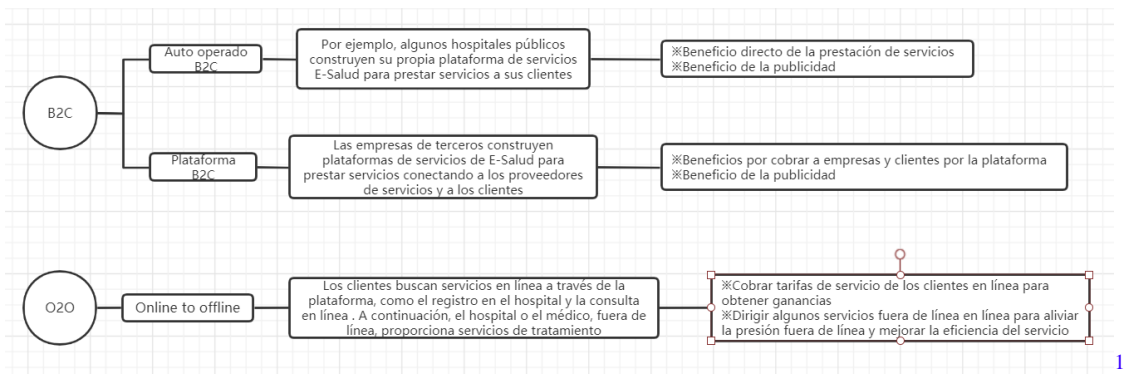 B2C
Auto operado
B2C
Por ejemplo, algunos hospitales públicos
construyen su propia plataforma de servicios
E-Salud para prestar servicios a sus clientes
※Beneficio directo de la prestación de servicios
※Beneficio de la publicidad
Plataforma
B2C
Las empresas de terceros construyen
plataformas de servicios de E-Salud para
prestar servicios conectando a los proveedores
de servicios y a los clientes
※Beneficios por cobrar a empresas y clientes por la plataforma
※Beneficio de la publicidad
O2O
Online to offline
Los clientes buscan servicios en línea a través de la
plataforma, como el registro en el hospital y la consulta
en línea . A continuación, el hospital o el médico, fuera de
línea, proporciona servicios de tratamiento
※Cobrar tarifas de servicio de los clientes en línea para
obtener ganancias
※Dirigir algunos servicios fuera de línea en línea para aliviar
la presión fuera de línea y mejorar la eficiencia del servicio
1